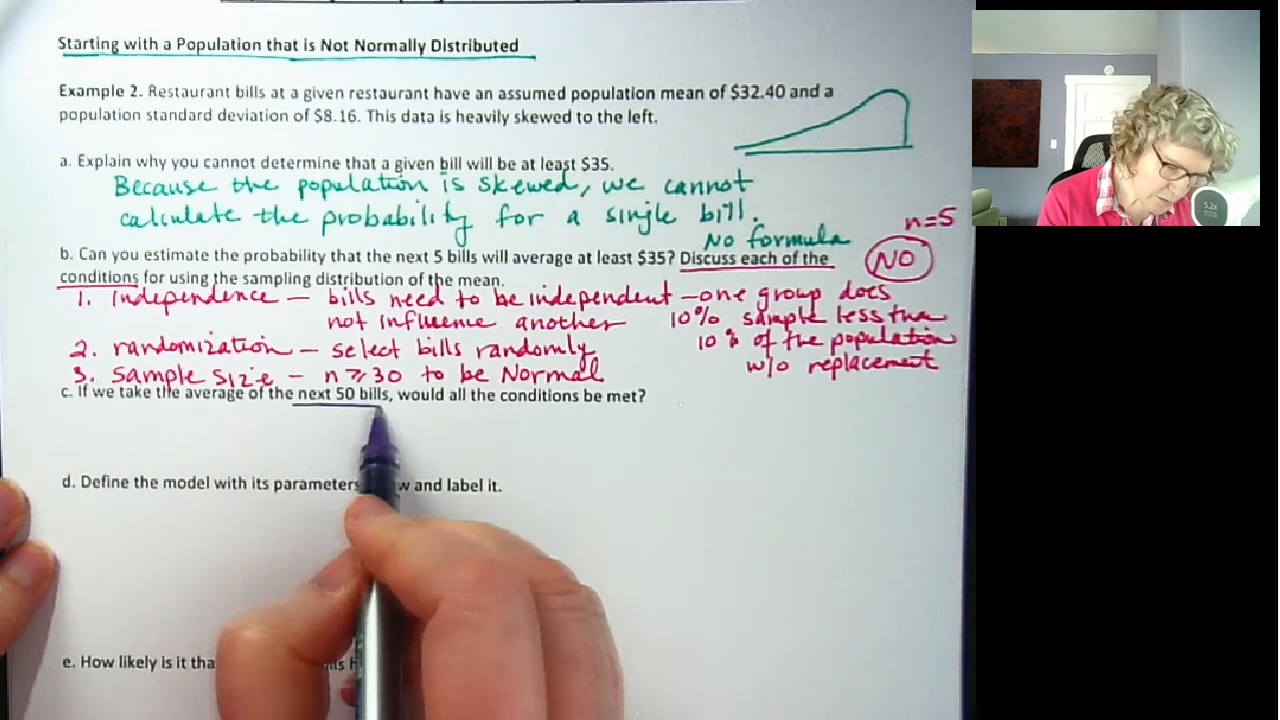 Starting with a Population that is Not Normally Distributed
Example 2. Restaurant bills at a given restaurant have an assumed population mean of $32.40 and a
population standard deviation of $8.16. This data is heavily skewed to the left.
a. Explain why you cannot determine that a given bill will be at least $35.
Because the population is skewed, we cannot
calculate the probability for a single bill.
No formula
n=5
b. Can you estimate the probability that the next 5 bills will average at least $35? Discuss each of the
NO
conditions for using the sampling distribution of the mean.
1. independence – bills need to be independent – one group does
not influence another
10% sample less than
10% of the population
w/o replacement
2. randomization – select bills randomly
3. sample size – n ≥ 30 to be Normal
c. If we take the average of the next 50 bills, would all the conditions be met?
d. Define the model with its parameters w and label it.
e. How likely is it tha